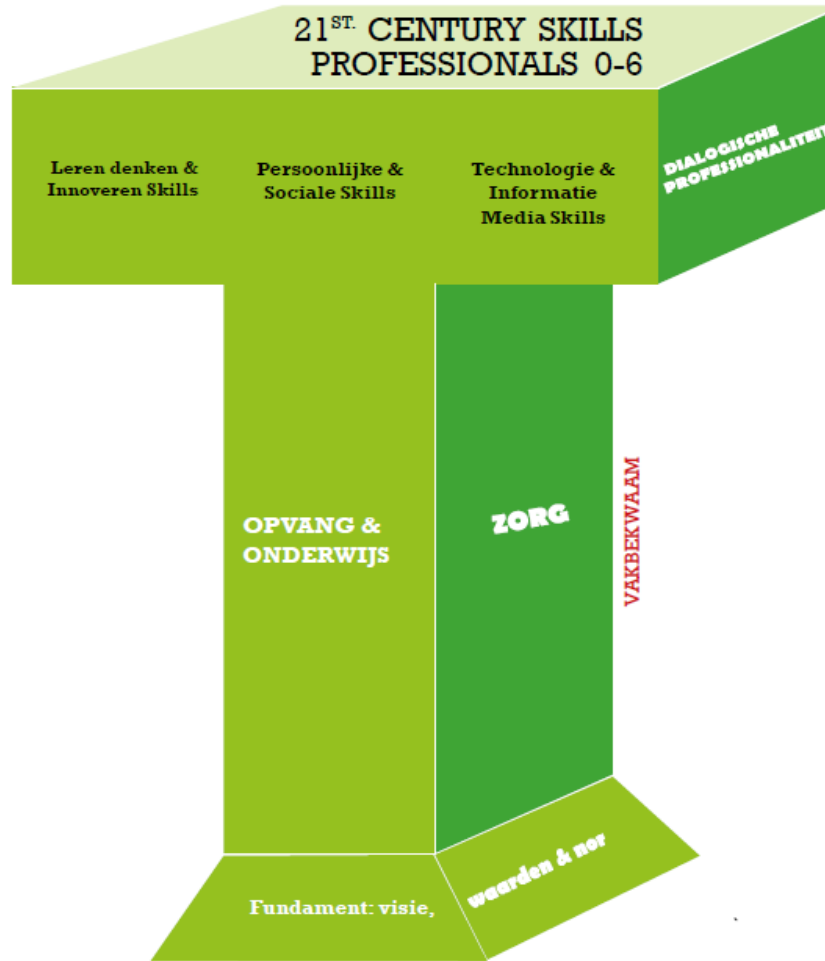 21ST. CENTURY SKILLS
PROFESSIONALS 0-6
Leren denken &
Innoveren Skills
Persoonlijke &
Sociale Skills
Technologie &
Informatie
Media Skills
DIALOGISCHE
PROFESSIONALITEIT
OPVANG &
ONDERWIJS
ZORG
VAKBEKWAAM
Fundament: visie,
waarden & nor